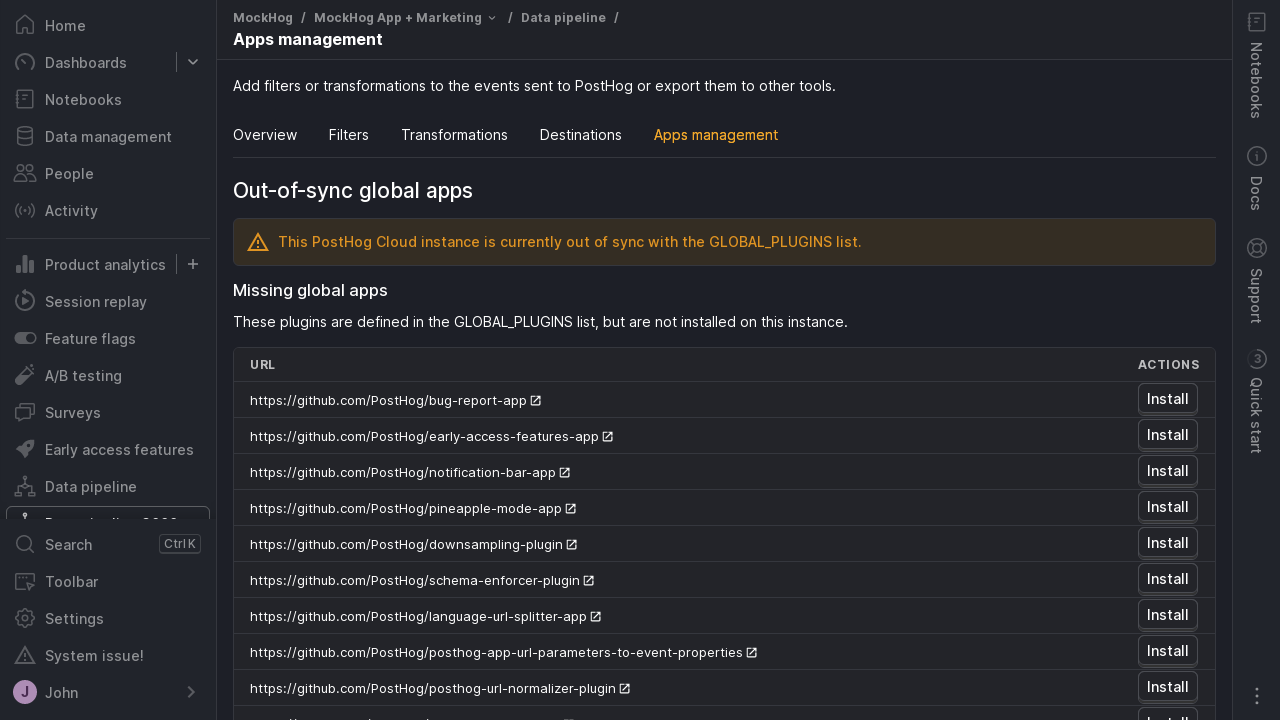 Home
Dashboards
Notebooks
Data management
People
Activity
Product analytics
Session replay
Feature flags
A/B testing
Surveys
Early access features
Data pipeline
Search Ctrl K
Toolbar
Settings
System issue!
J John
MockHog / MockHog App + Marketing / Data pipeline /
Apps management
Add filters or transformations to the events sent to PostHog or export them to other tools.
Overview Filters Transformations Destinations Apps management
Out-of-sync global apps
This PostHog Cloud instance is currently out of sync with the GLOBAL_PLUGINS list.
Missing global apps
These plugins are defined in the GLOBAL_PLUGINS list, but are not installed on this instance.
URL ACTIONS
https://github.com/PostHog/bug-report-app Install
https://github.com/PostHog/early-access-features-app Install
https://github.com/PostHog/notification-bar-app Install
https://github.com/PostHog/pineapple-mode-app Install
https://github.com/PostHog/downsampling-plugin Install
https://github.com/PostHog/schema-enforcer-plugin Install
https://github.com/PostHog/language-url-splitter-app Install
https://github.com/PostHog/posthog-app-url-parameters-to-event-properties Install
https://github.com/PostHog/posthog-url-normalizer-plugin Install
Install
Notebooks
Docs
Support
3 Quick start